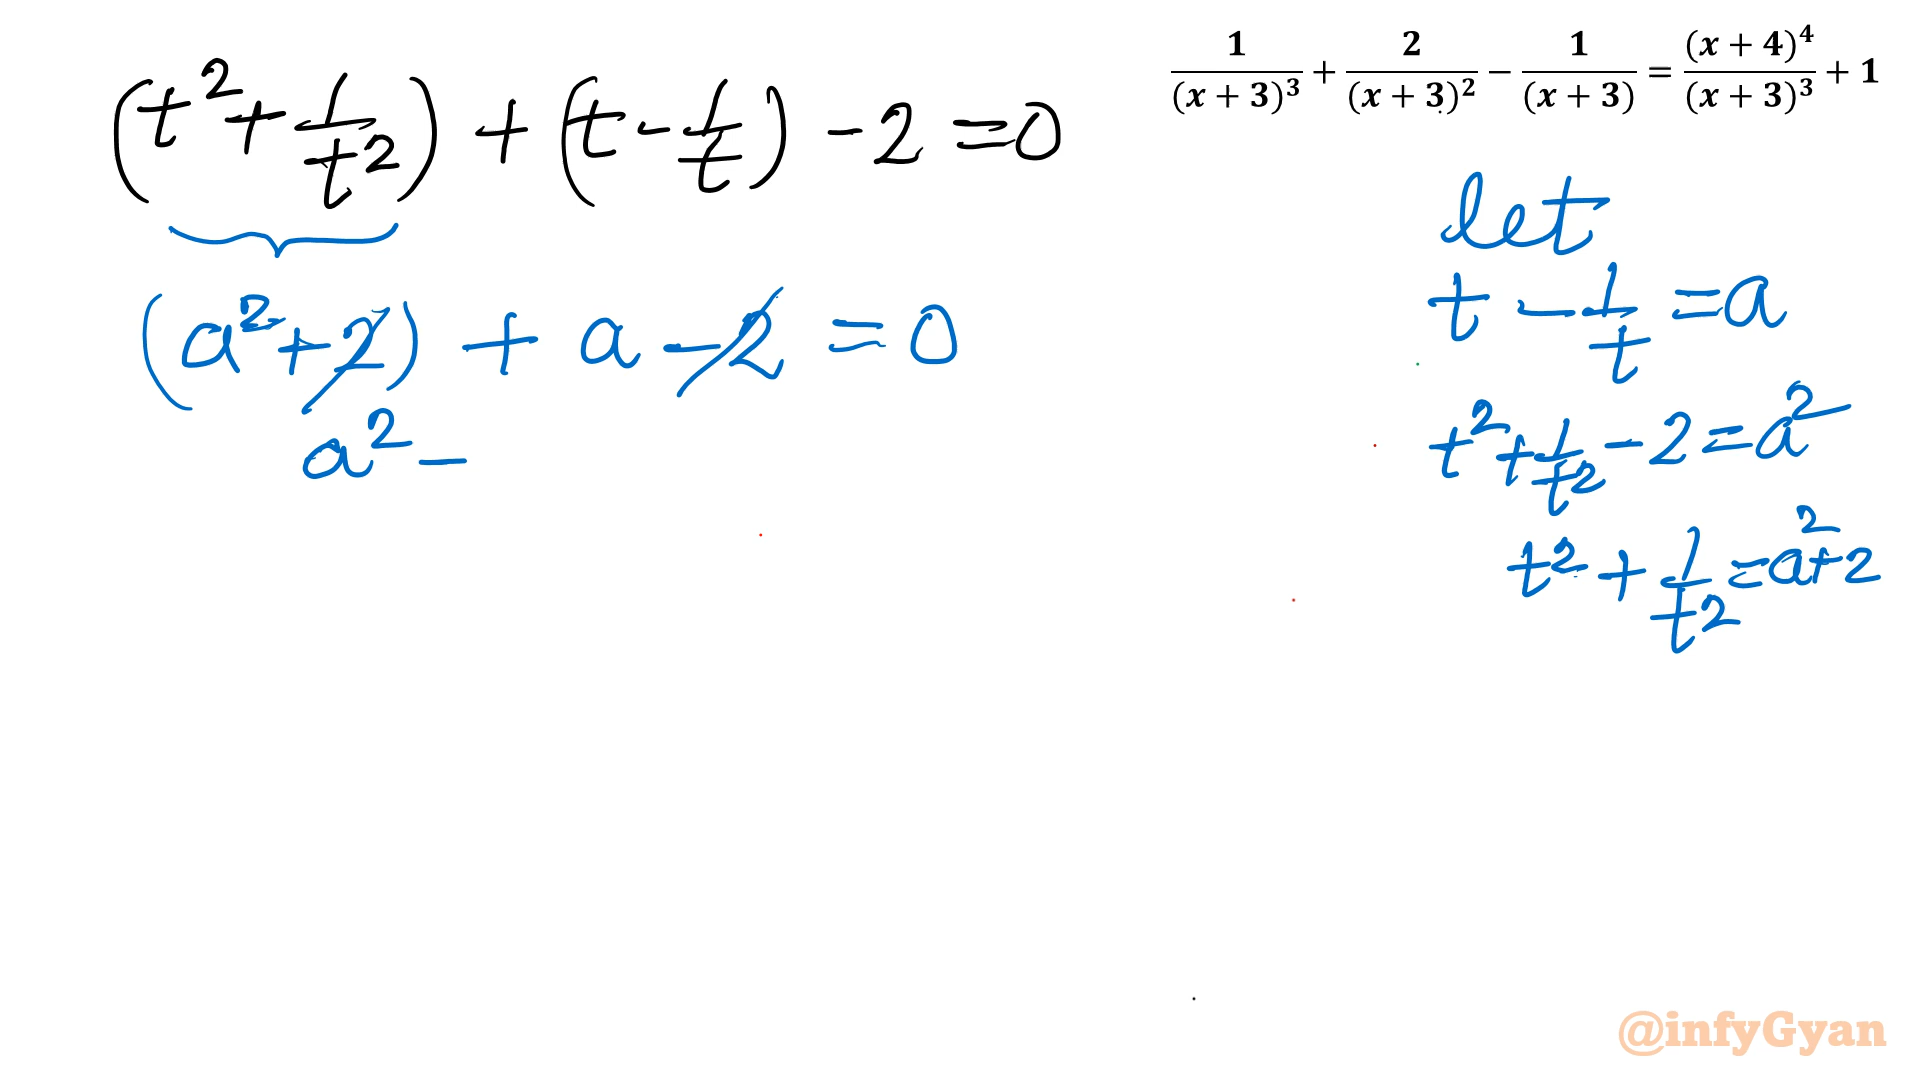 1/(x + 3)³ + 2/(x + 3)² − 1/(x + 3) = (x + 4)⁴/(x + 3)³ + 1
(t² + 1/t²) + (t − 1/t) − 2 = 0
(a² + 2) + a − 2 = 0
a² −
let
t − 1/t = a
t² + 1/t² − 2 = a²
t² + 1/t² = a² + 2
@infyGyan